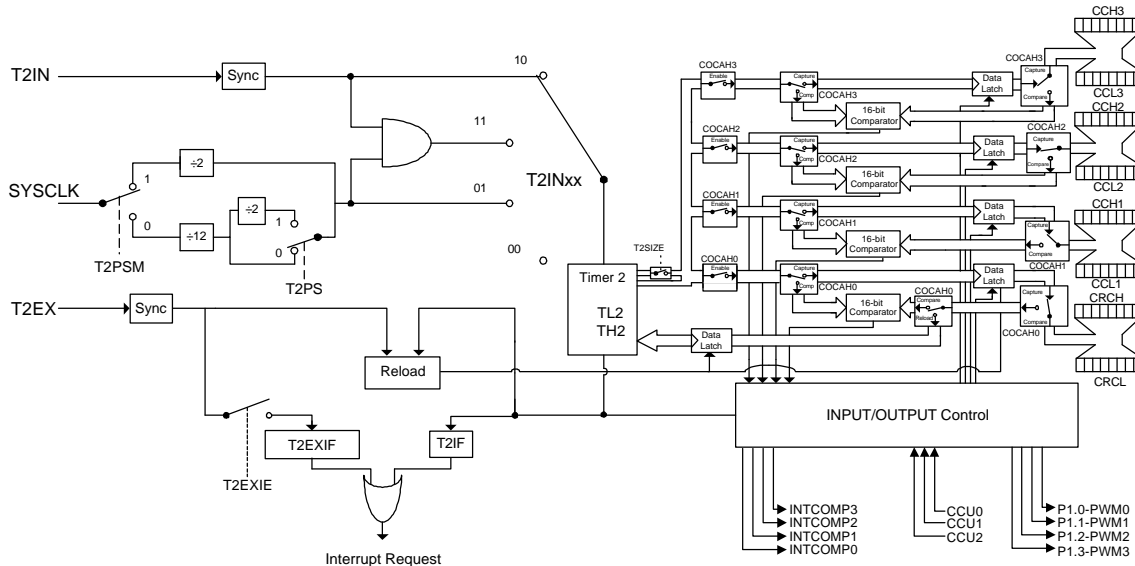 CCH3
T2IN
Sync
10
COCAH3
Enable
Capture
Comp
COCAH3
16-bit
Comparator
Data
Latch
COCAH3
Capture
Compare
CCL3
CCH2
11
COCAH2
Enable
Capture
Comp
COCAH2
16-bit
Comparator
Data
Latch
COCAH2
Capture
Compare
CCL2
SYSCLK
1
÷2
0
÷12
÷2
1
0
T2PSM
T2PS
01
T2INxx
00
COCAH1
Enable
Capture
Comp
COCAH1
16-bit
Comparator
Data
Latch
CCH1
Capture
Compare
COCAH1
CCL1
T2SIZE
COCAH0
Enable
Capture
Comp
COCAH0
16-bit
Comparator
COCAH0
Compare
Reload
Data
Latch
Capture
Compare
COCAH0
CRCH
CRCL
Timer 2
TL2
TH2
Data
Latch
T2EX
Sync
Reload
T2EXIF
T2IF
T2EXIE
Interrupt Request
INPUT/OUTPUT Control
INTCOMP3
INTCOMP2
INTCOMP1
INTCOMP0
CCU0
CCU1
CCU2
P1.0-PWM0
P1.1-PWM1
P1.2-PWM2
P1.3-PWM3